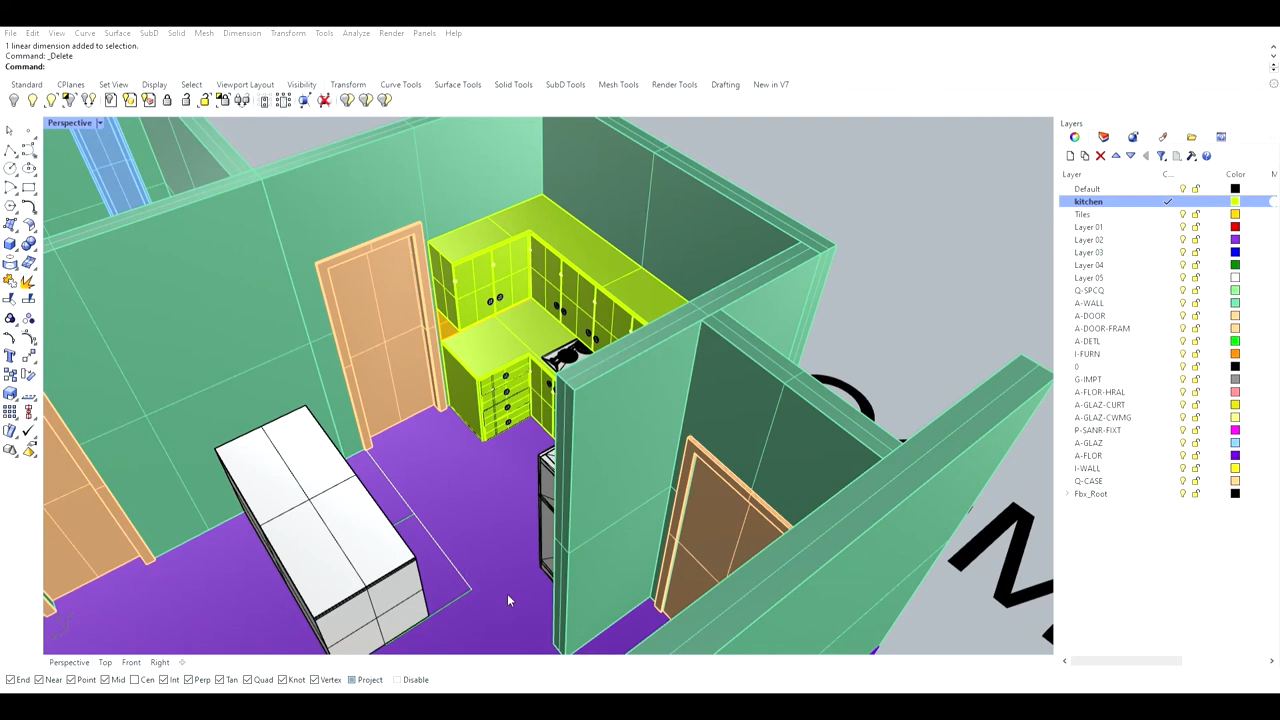 File Edit View Curve Surface SubD Solid Mesh Dimension Transform Tools Analyze Render Panels Help
1 linear dimension added to selection.
Command: _Delete
Command:
Standard CPlanes Set View Display Select Viewport Layout Visibility Transform Curve Tools Surface Tools Solid Tools SubD Tools Mesh Tools Render Tools Drafting New in V7
Perspective
Layers
Layer C... Color M
Default
kitchen
Tiles
Layer 01
Layer 02
Layer 03
Layer 04
Layer 05
Q-SPCQ
A-WALL
A-DOOR
A-DOOR-FRAM
A-DETL
I-FURN
0
G-IMPT
A-FLOR-HRAL
A-GLAZ-CURT
A-GLAZ-CWMG
P-SANR-FIXT
A-GLAZ
A-FLOR
I-WALL
Q-CASE
Fbx_Root
M
Perspective Top Front Right
End Near Point Mid Cen Int Perp Tan Quad Knot Vertex Project Disable